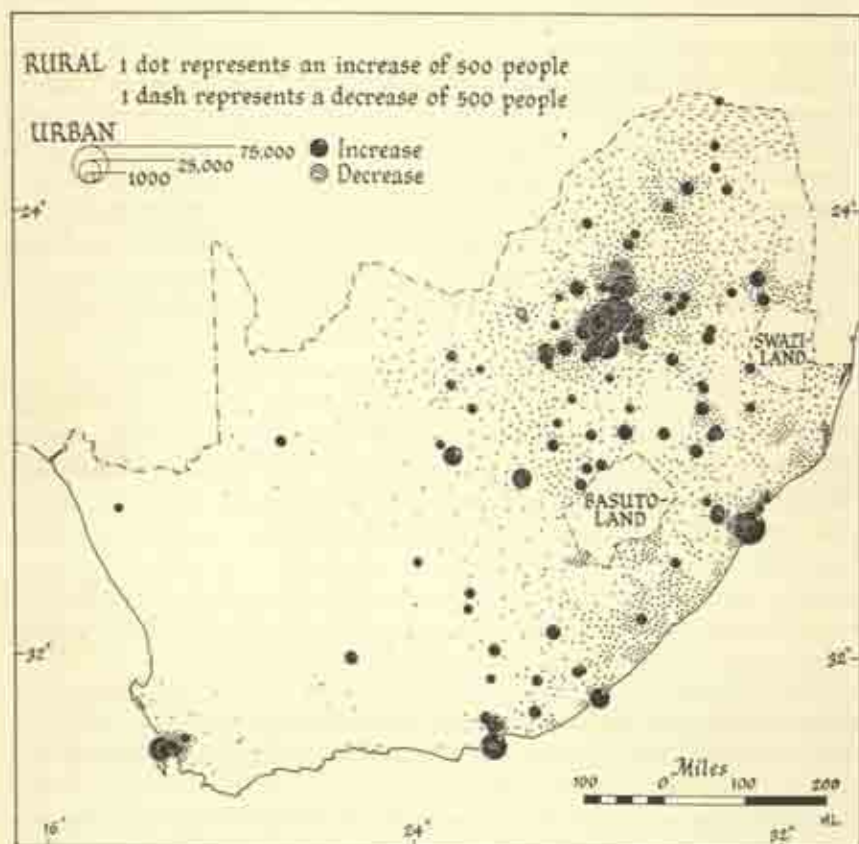 RURAL 1 dot represents an increase of 500 people
1 dash represents a decrease of 500 people
URBAN
75,000
25,000
1000
Increase
Decrease
24°
24°
SWAZI-
LAND
BASUTO-
LAND
32°
32°
Miles
100 0 100 200
H.L.
16°
24°
32°